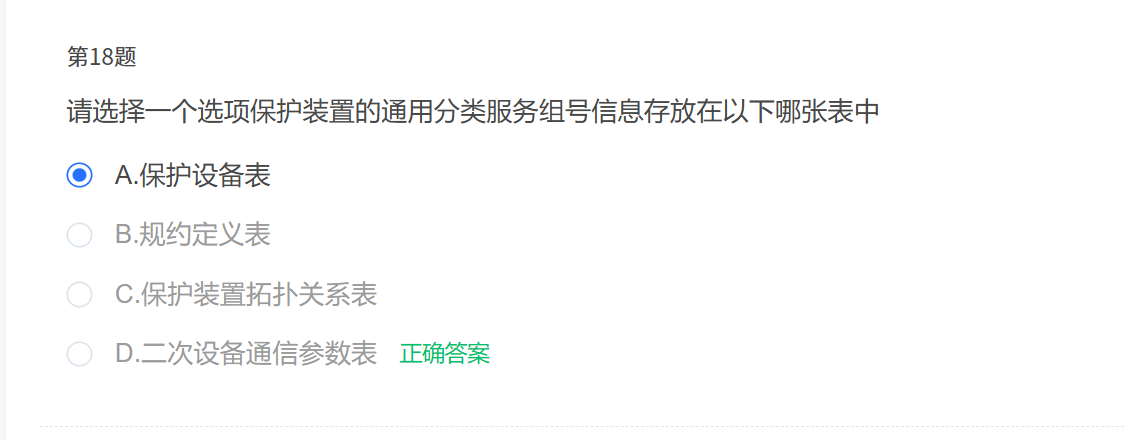 第18题
请选择一个选项保护装置的通用分类服务组号信息存放在以下哪张表中
A.保护设备表
B.规约定义表
C.保护装置拓扑关系表
D.二次设备通信参数表 正确答案